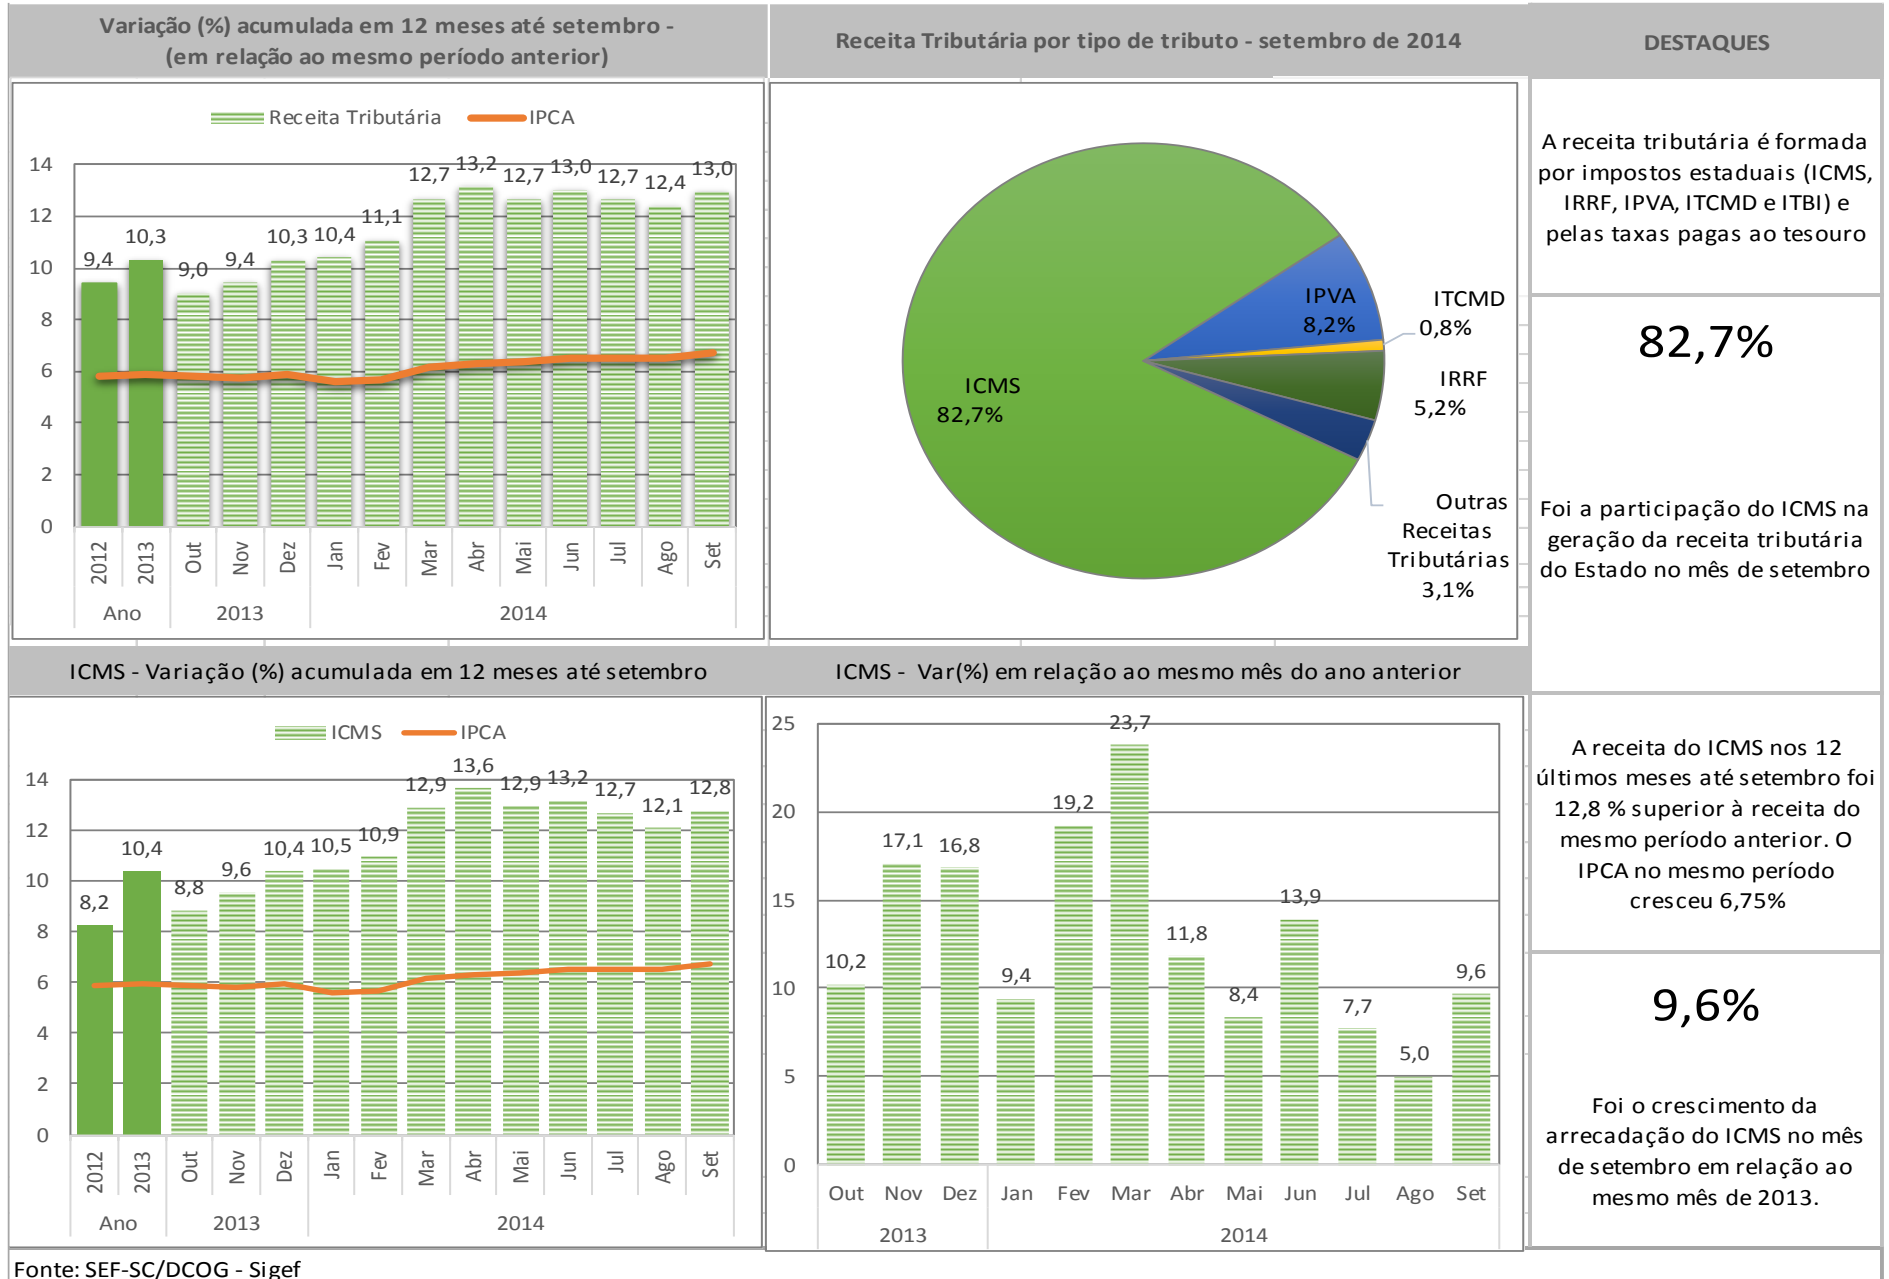 Variação (%) acumulada em 12 meses até setembro -
(em relação ao mesmo período anterior)
Receita Tributária por tipo de tributo - setembro de 2014
DESTAQUES
Receita Tributária
IPCA
14
12
10
8
6
4
2
0
9,4
10,3
9,0
9,4
10,3
10,4
11,1
12,7
13,2
12,7
13,0
12,7
12,4
13,0
2012
2013
Out
Nov
Dez
Jan
Fev
Mar
Abr
Mai
Jun
Jul
Ago
Set
Ano
2013
2014
ICMS
82,7%
IPVA
8,2%
ITCMD
0,8%
IRRF
5,2%
Outras
Receitas
Tributárias
3,1%
A receita tributária é formada
por impostos estaduais (ICMS,
IRRF, IPVA, ITCMD e ITBI) e
pelas taxas pagas ao tesouro
82,7%
Foi a participação do ICMS na
geração da receita tributária
do Estado no mês de setembro
ICMS - Variação (%) acumulada em 12 meses até setembro
ICMS - Var(%) em relação ao mesmo mês do ano anterior
ICMS
IPCA
14
12
10
8
6
4
2
0
8,2
10,4
8,8
9,6
10,4
10,5
10,9
12,9
13,6
12,9
13,2
12,7
12,1
12,8
2012
2013
Out
Nov
Dez
Jan
Fev
Mar
Abr
Mai
Jun
Jul
Ago
Set
Ano
2013
2014
25
20
15
10
5
0
10,2
17,1
16,8
9,4
19,2
23,7
11,8
8,4
13,9
7,7
5,0
9,6
Out
Nov
Dez
Jan
Fev
Mar
Abr
Mai
Jun
Jul
Ago
Set
2013
2014
A receita do ICMS nos 12
últimos meses até setembro foi
12,8 % superior à receita do
mesmo período anterior. O
IPCA no mesmo período
cresceu 6,75%
9,6%
Foi o crescimento da
arrecadação do ICMS no mês
de setembro em relação ao
mesmo mês de 2013.
Fonte: SEF-SC/DCOG - Sigef